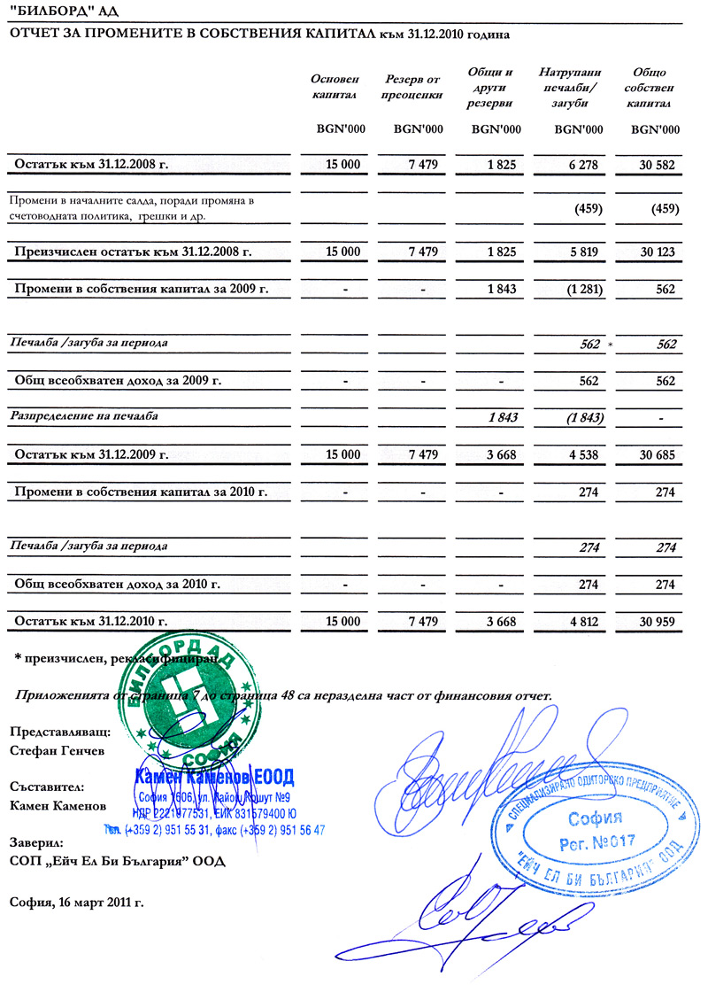 "БИЛБОРД" АД
ОТЧЕТ ЗА ПРОМЕНИТЕ В СОБСТВЕНИЯ КАПИТАЛ към 31.12.2010 година
Основен капитал Резерв от преоценки Общи и други резерви Натрупани печалби/ загуби Общо собствен капитал
BGN'000 BGN'000 BGN'000 BGN'000 BGN'000
Остатък към 31.12.2008 г. 15 000 7 479 1 825 6 278 30 582
Промени в началните салда, поради промяна в
счетоводната политика, грешки и др. (459) (459)
Преизчислен остатък към 31.12.2008 г. 15 000 7 479 1 825 5 819 30 123
Промени в собствения капитал за 2009 г. - - 1 843 (1 281) 562
Печалба /загуба за периода 562 * 562
Общ всеобхватен доход за 2009 г. - - - 562 562
Разпределение на печалба 1 843 (1 843) -
Остатък към 31.12.2009 г. 15 000 7 479 3 668 4 538 30 685
Промени в собствения капитал за 2010 г. - - - 274 274
Печалба /загуба за периода 274 274
Общ всеобхватен доход за 2010 г. - - - 274 274
Остатък към 31.12.2010 г. 15 000 7 479 3 668 4 812 30 959
* преизчислен, рекласифициран
БИЛБОРД АД
СОФИЯ
Приложенията от страница 7 до страница 48 са неразделна част от финансовия отчет.
Представляващ:
Стефан Генчев
Камен Каменов ЕООД
София 1606, ул. Лайош Кошут №9
НДР 2221977531, ЕИК 831579400 Ю
Тел. (+359 2) 951 55 31, факс (+359 2) 951 56 47
Съставител:
Камен Каменов
СПЕЦИАЛИЗИРАНО ОДИТОРСКО ПРЕДПРИЯТИЕ
София
Рег. №017
"ЕЙЧ ЕЛ БИ БЪЛГАРИЯ" ООД
Заверил:
СОП „Ейч Ел Би България” ООД
София, 16 март 2011 г.